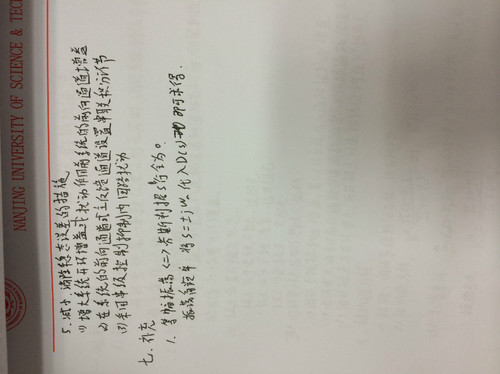 NANJING UNIVERSITY OF SCIENCE & TEC
5. 减小、消除稳态误差的措施
(1) 增大系统开环增益或扰动作用前系统的前向通道增益
(2) 在系统的前向通道或主反馈通道设置串联积分环节
(3) 采用串级控制抑制内回路扰动
七、补充
1. 等幅振荡 <=> 劳斯判据 s¹行全为0。
振荡角频率 将 s=±jωn 代入D(s) 即可求得.